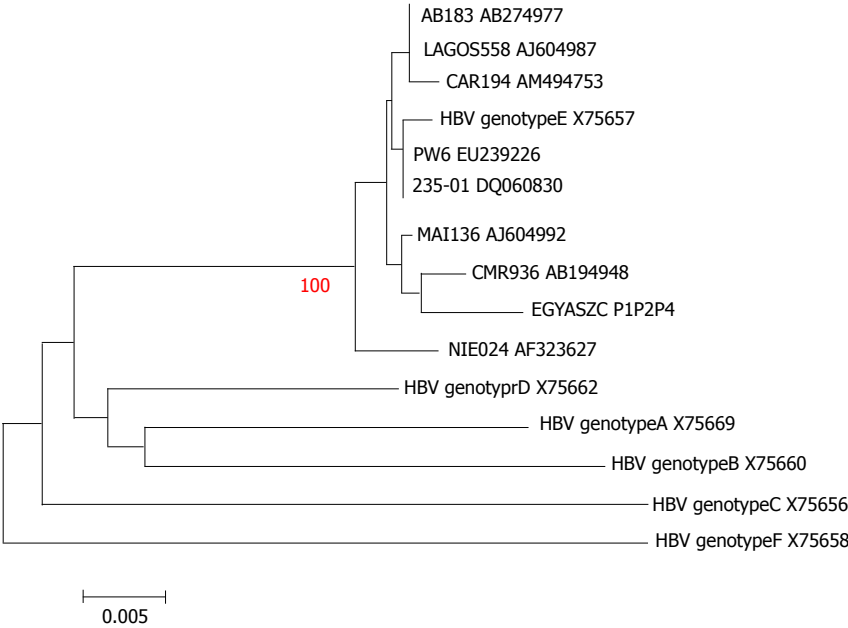 AB183 AB274977
LAGOS558 AJ604987
CAR194 AM494753
HBV genotypeE X75657
PW6 EU239226
235-01 DQ060830
MAI136 AJ604992
CMR936 AB194948
100
EGYASZC P1P2P4
NIE024 AF323627
HBV genotyprD X75662
HBV genotypeA X75669
HBV genotypeB X75660
HBV genotypeC X75656
HBV genotypeF X75658
0.005